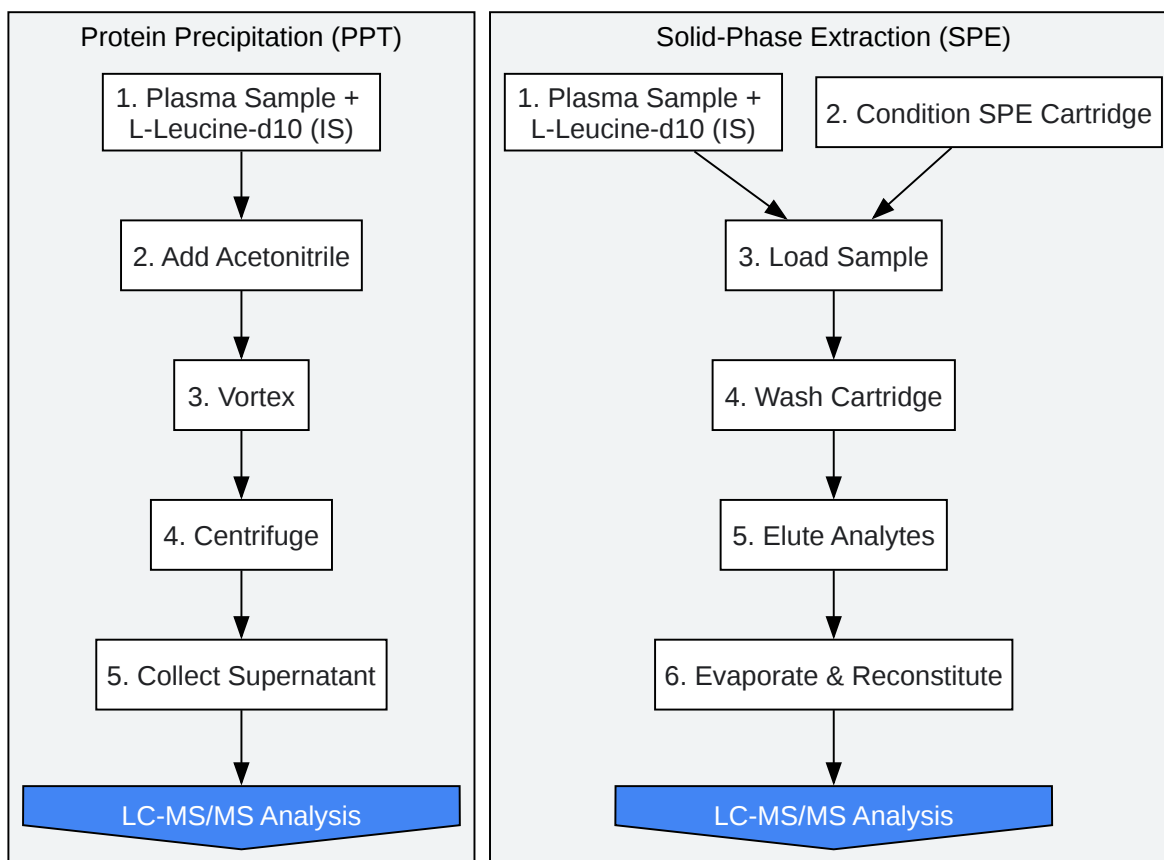 Protein Precipitation (PPT)
1. Plasma Sample +
L-Leucine-d10 (IS)
2. Add Acetonitrile
3. Vortex
4. Centrifuge
5. Collect Supernatant
LC-MS/MS Analysis
Solid-Phase Extraction (SPE)
1. Plasma Sample +
L-Leucine-d10 (IS)
2. Condition SPE Cartridge
3. Load Sample
4. Wash Cartridge
5. Elute Analytes
6. Evaporate & Reconstitute
LC-MS/MS Analysis